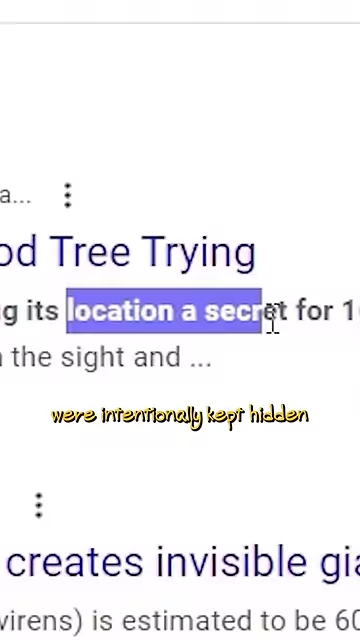 a...
od Tree Trying
g its location a secret for 1
the sight and ...
were intentionally kept hidden
creates invisible gia
virens) is estimated to be 60